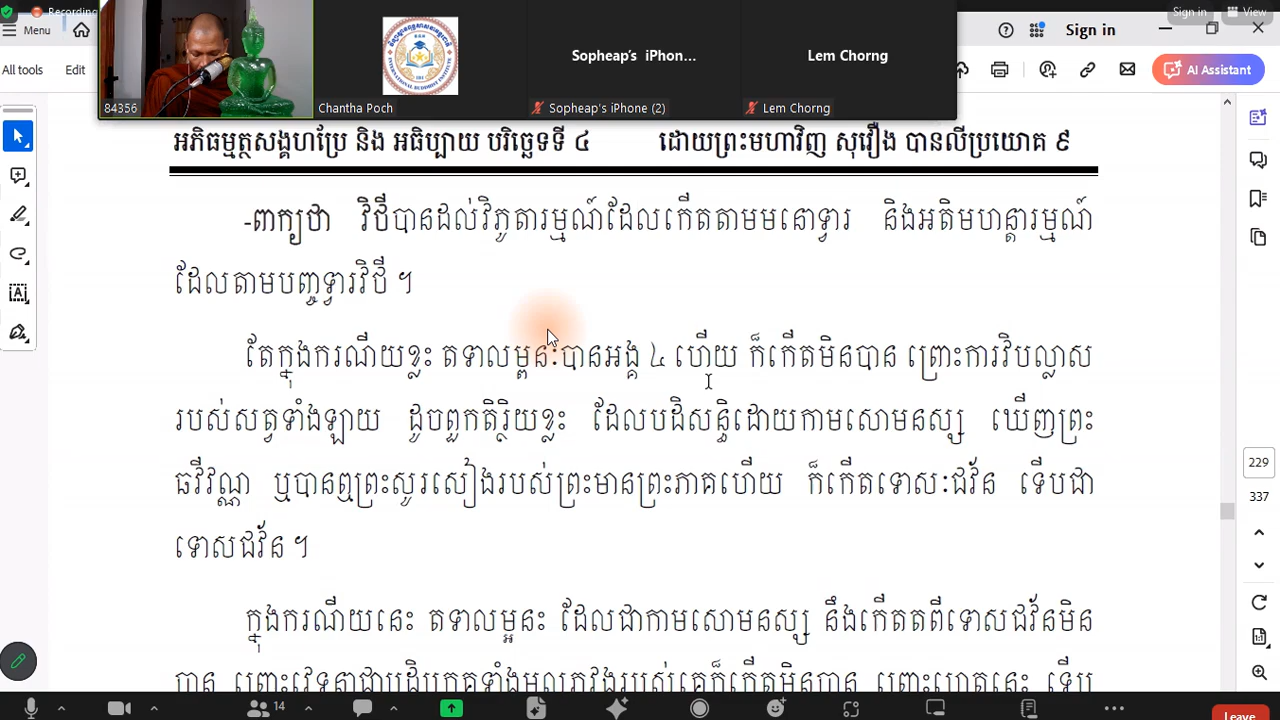 Recording
Menu
All tools
Edit
84356
Chantha Poch
Sopheap's iPhon...
Sopheap's iPhone (2)
Lem Chorng
Lem Chorng
Sign in
View
Sign in
AI Assistant
អភិធម្មត្ថសង្គហប្រែ និង អធិប្បាយ បរិច្ឆេទទី ៤ ដោយព្រះមហាវិញ សុរឿង បានលីប្រយោគ ៩
-ពាក្យថា វិថីបានដល់វិភូតារម្មណ៍ដែលកើតតាមមនោទ្វារ និងអតិមហន្តារម្មណ៍
ដែលតាមបញ្ចទ្វារវិថី ។
តែក្នុងករណីយខ្លះ តទាលម្ពនៈបានអង្គ ៤ ហើយ ក៏កើតមិនបាន ព្រោះការវិបល្លាស
របស់សត្វទាំងឡាយ ដូចពួកតិរ្ថិយខ្លះ ដែលបដិសន្ធិដោយកាមសោមនស្ស ឃើញព្រះ
ឆវីវណ្ណ ឬបានឮព្រះសូរសៀងរបស់ព្រះមានព្រះភាគហើយ ក៏កើតទោសៈជវ័ន ទើបជា
ទោសជវ័ន ។
ក្នុងករណីយនេះ តទាលម្អនះ ដែលជាកាមសោមនស្ស នឹងកើតតពីទោសជវ័នមិន
បាន
229
337
14
Leave